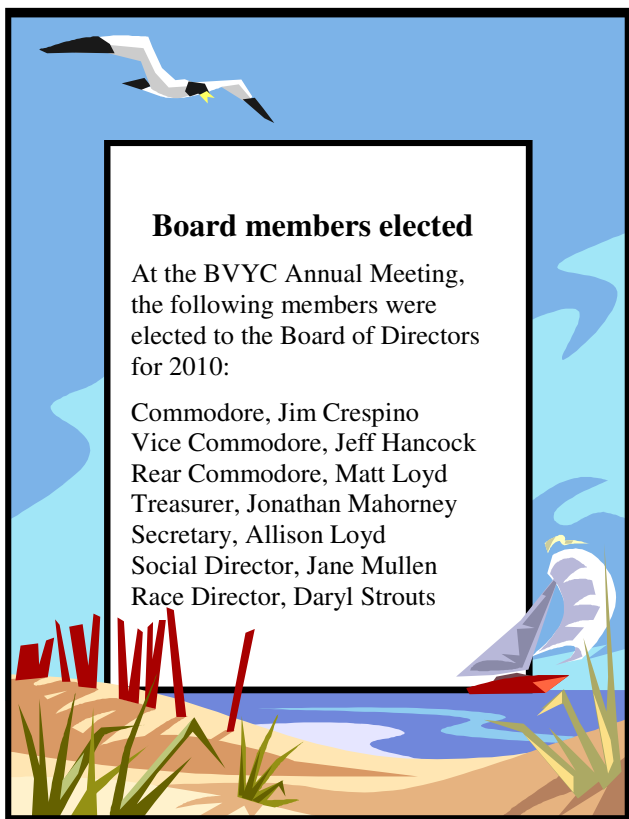 Board members elected
At the BVYC Annual Meeting,
the following members were
elected to the Board of Directors
for 2010:
Commodore, Jim Crespino
Vice Commodore, Jeff Hancock
Rear Commodore, Matt Loyd
Treasurer, Jonathan Mahorney
Secretary, Allison Loyd
Social Director, Jane Mullen
Race Director, Daryl Strouts